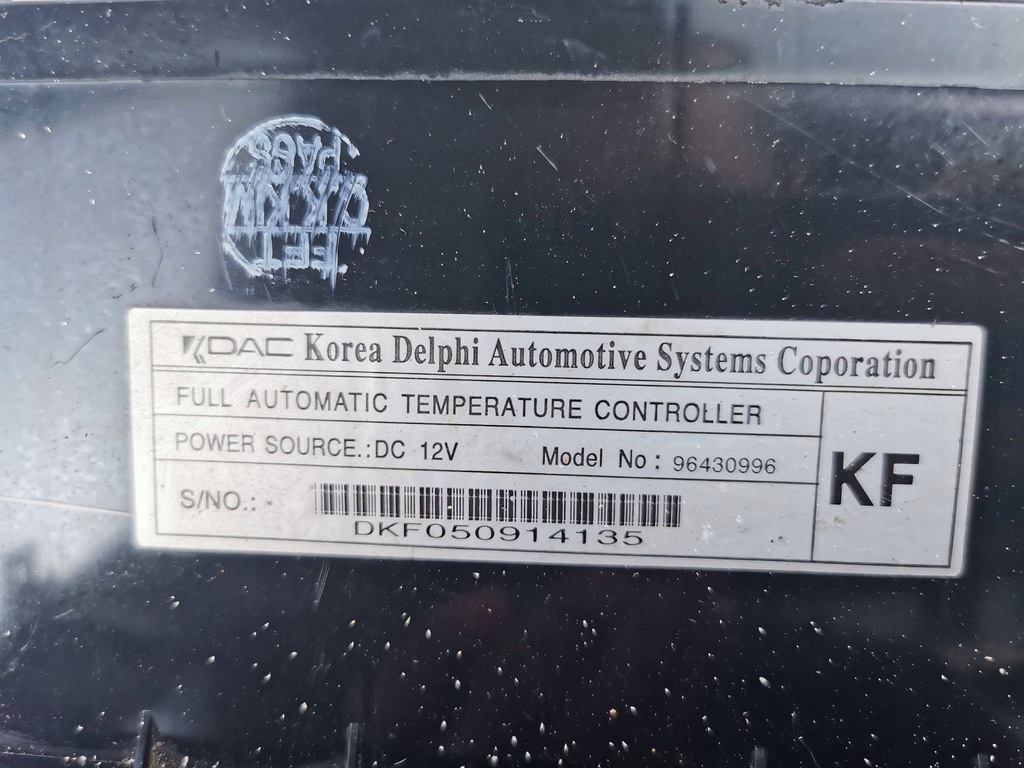 KDAC Korea Delphi Automotive Systems Coporation
FULL AUTOMATIC TEMPERATURE CONTROLLER
POWER SOURCE.:DC 12V Model No : 96430996
KF
S/NO.:
DKF050914135